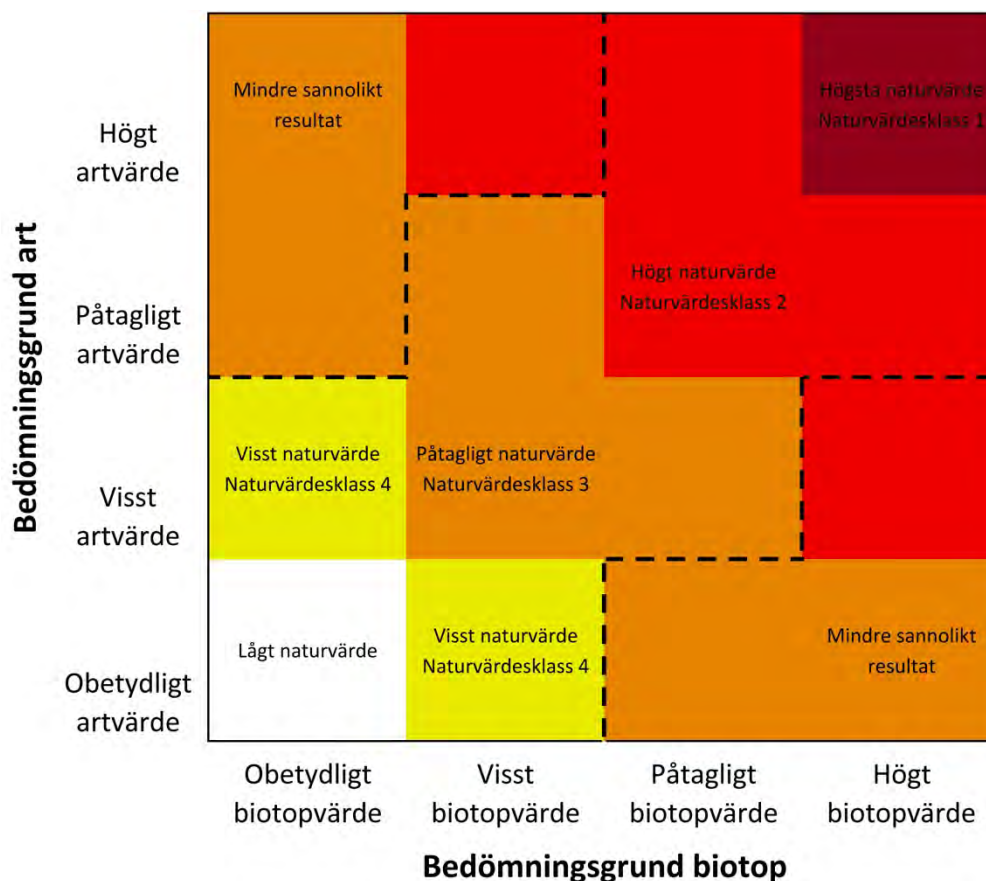 Bedömningsgrund art
Högt
artvärde
Mindre sannolikt
resultat
Högsta naturvärde
Naturvärdesklass 1
Påtagligt
artvärde
Högt naturvärde
Naturvärdesklass 2
Visst
artvärde
Visst naturvärde
Naturvärdesklass 4
Påtagligt naturvärde
Naturvärdesklass 3
Obetydligt
artvärde
Lågt naturvärde
Visst naturvärde
Naturvärdesklass 4
Mindre sannolikt
resultat
Obetydligt
biotopvärde
Visst
biotopvärde
Påtagligt
biotopvärde
Högt
biotopvärde
Bedömningsgrund biotop